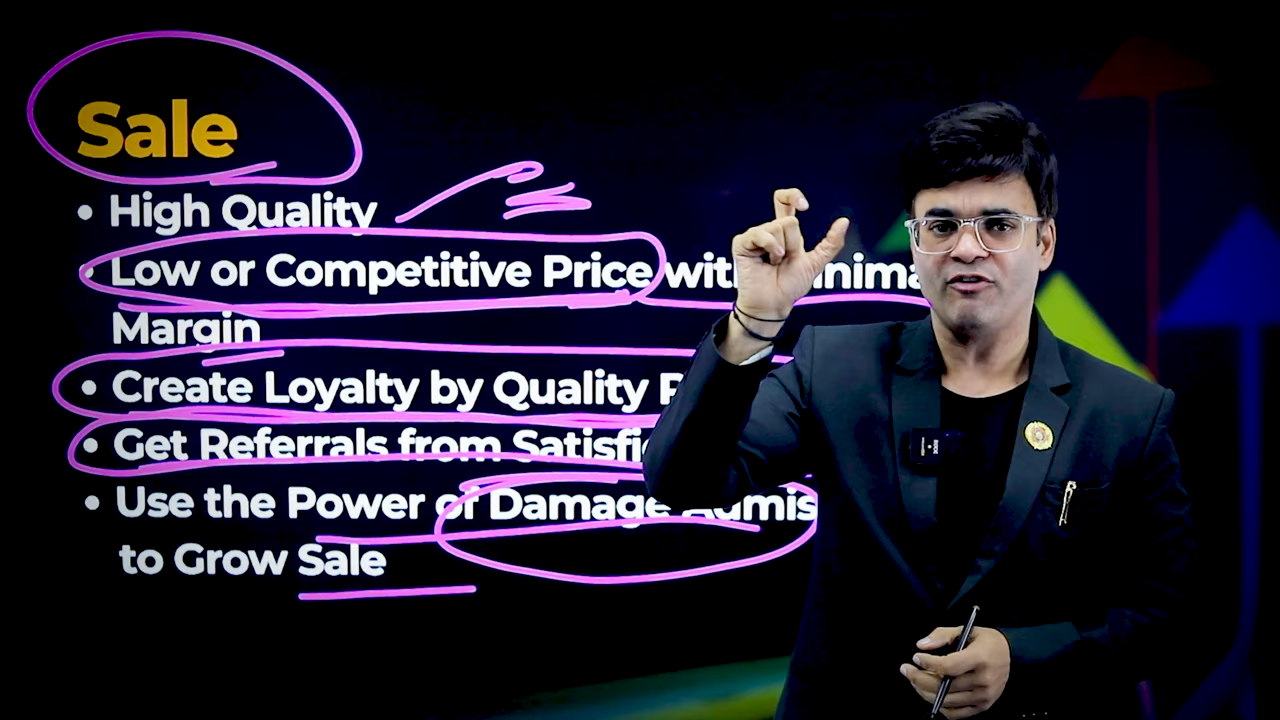 Sale
• High Quality
• Low or Competitive Price with
Margin
• Create Loyalty by Quality
• Get Referrals from
• Use the Power of Damage
to Grow Sale